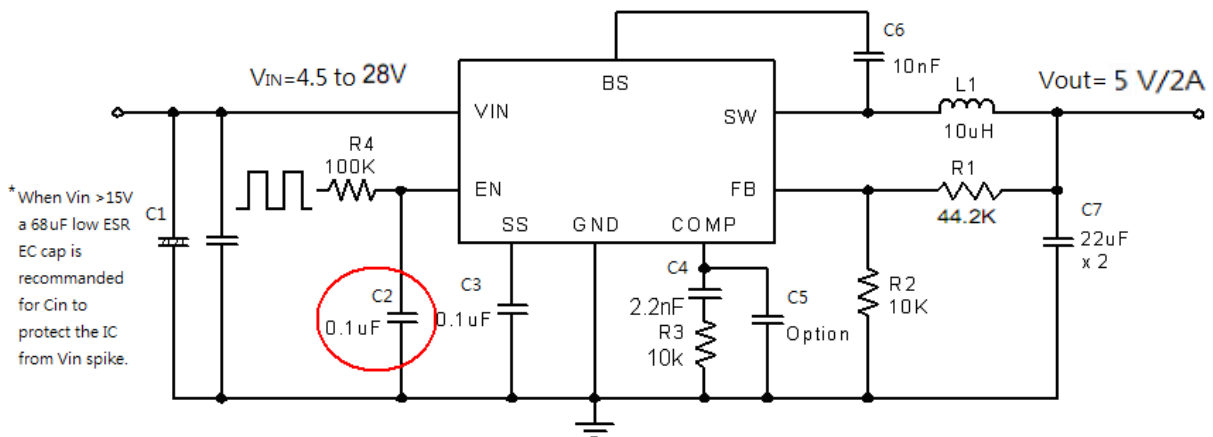 C6
10nF
VIN=4.5 to 28V
BS
Vout= 5 V/2A
L1
10uH
VIN
SW
R4
100K
EN
FB
R1
44.2K
* When Vin >15V
a 68uF low ESR
EC cap is
recommanded
for Cin to
protect the IC
from Vin spike.
C1
SS
GND
COMP
C7
22uF
x 2
C2
0.1uF
C3
0.1uF
C4
2.2nF
R3
10k
C5
Option
R2
10K